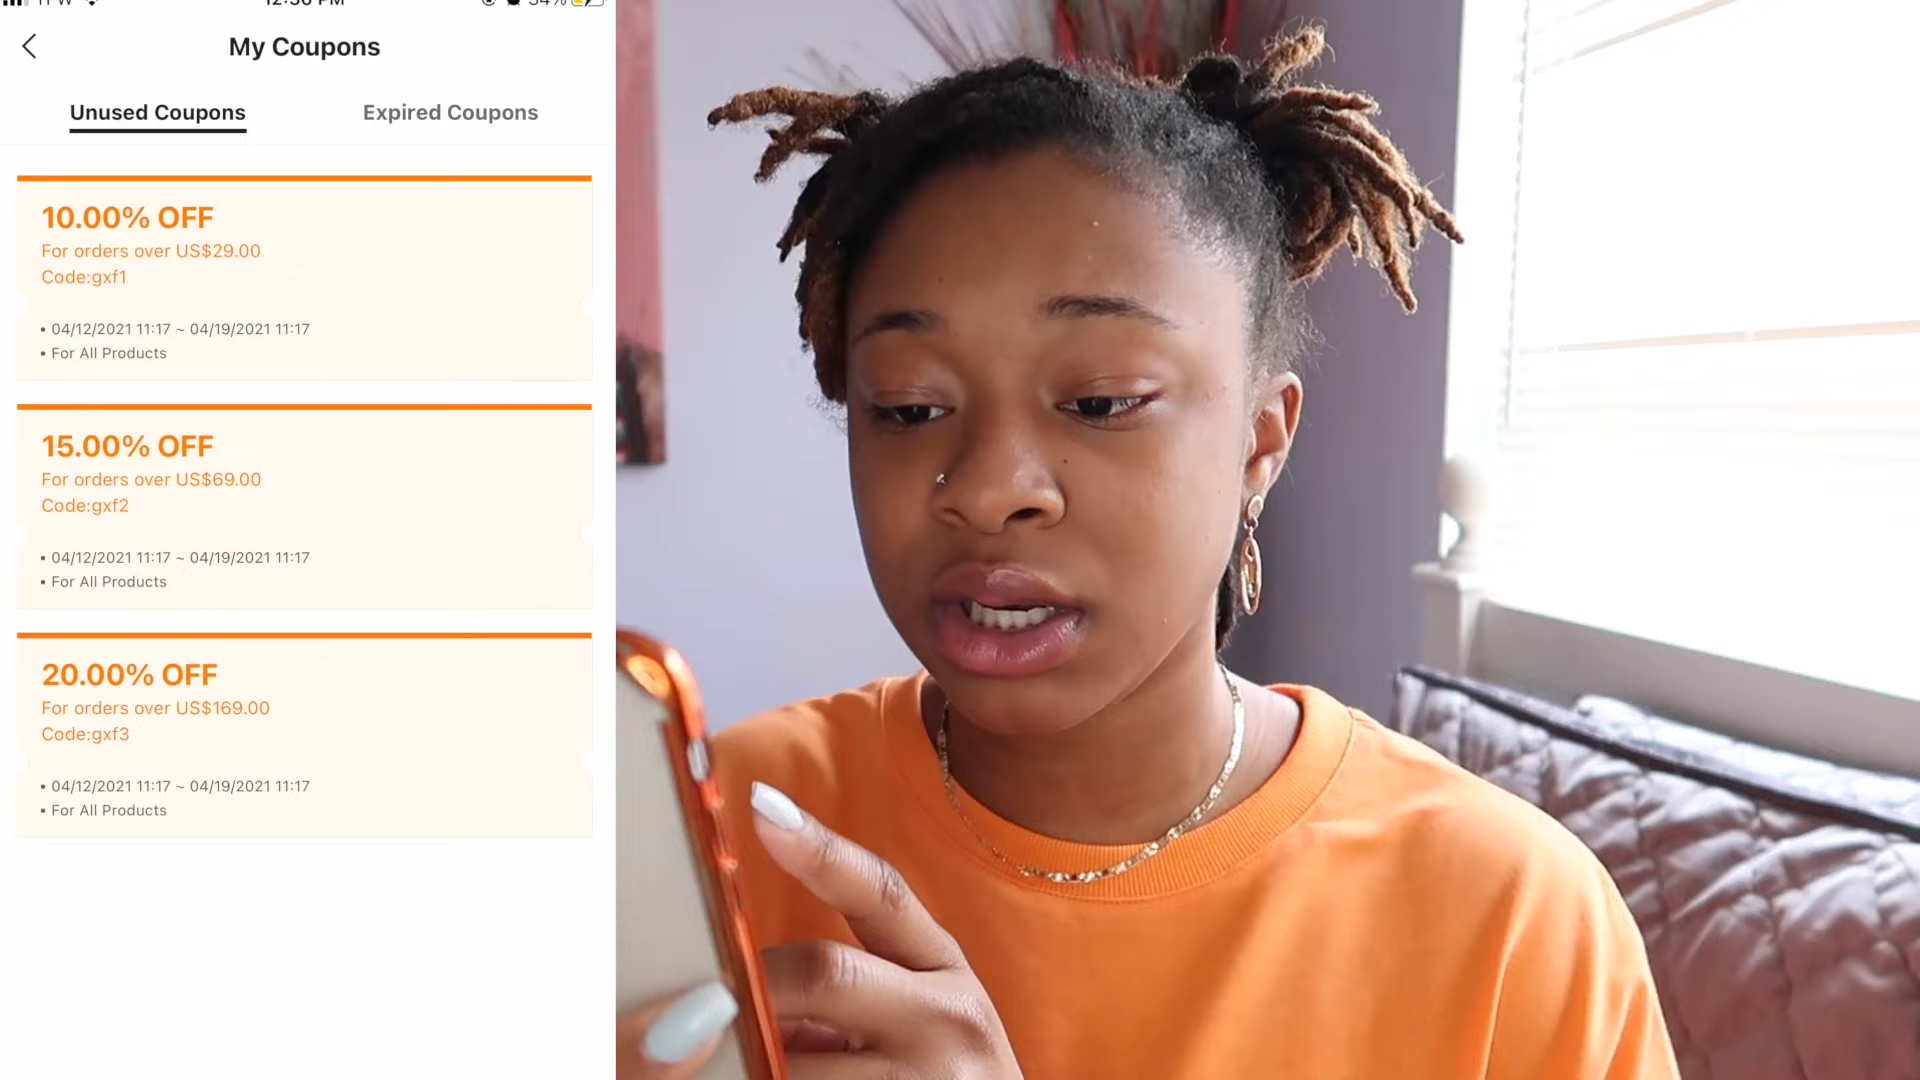 12:36 PM
34%
My Coupons
Unused Coupons
Expired Coupons
10.00% OFF
For orders over US$29.00
Code:gxf1
• 04/12/2021 11:17 ~ 04/19/2021 11:17
• For All Products
15.00% OFF
For orders over US$69.00
Code:gxf2
• 04/12/2021 11:17 ~ 04/19/2021 11:17
• For All Products
20.00% OFF
For orders over US$169.00
Code:gxf3
• 04/12/2021 11:17 ~ 04/19/2021 11:17
• For All Products